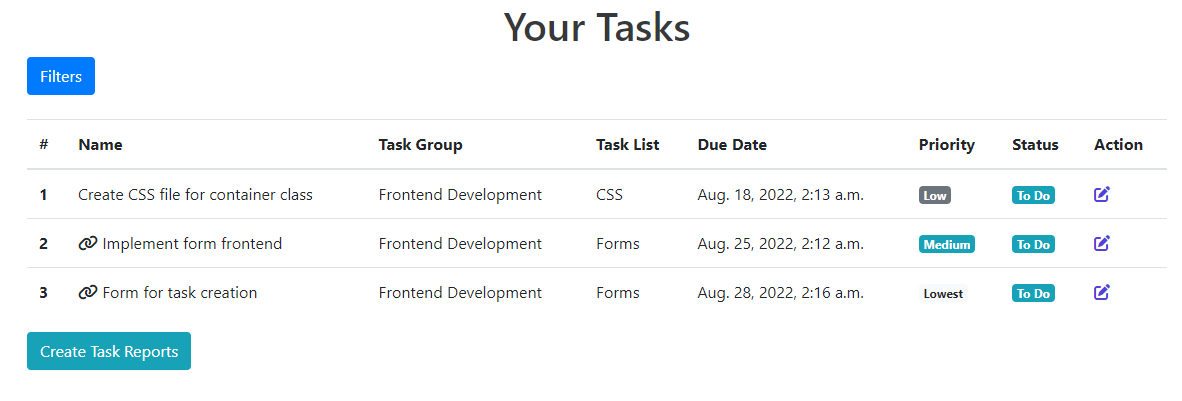 Your Tasks
Filters
# Name Task Group Task List Due Date Priority Status Action
1 Create CSS file for container class Frontend Development CSS Aug. 18, 2022, 2:13 a.m. Low To Do
2 Implement form frontend Frontend Development Forms Aug. 25, 2022, 2:12 a.m. Medium To Do
3 Form for task creation Frontend Development Forms Aug. 28, 2022, 2:16 a.m. Lowest To Do
Create Task Reports